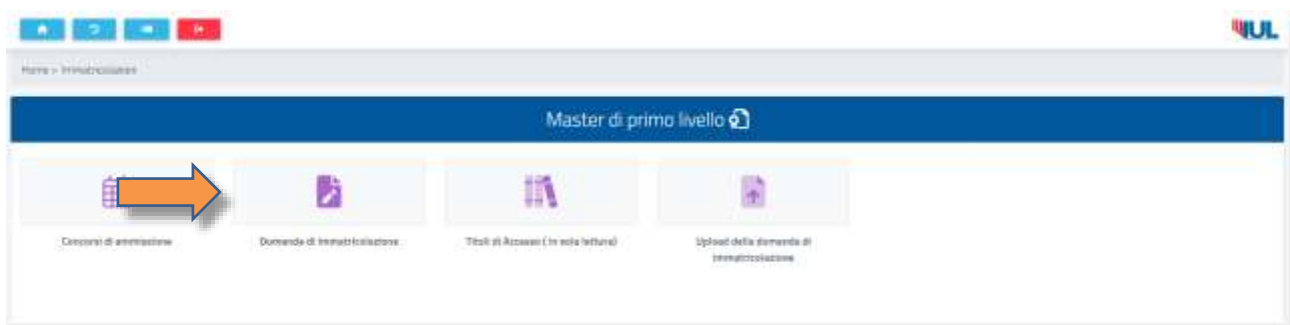 IUL
Home > Immatricolazioni
Master di primo livello
Concorsi di ammissione
Domanda di immatricolazione
Titoli di Accesso ( in sola lettura)
Upload della domanda di
immatricolazione